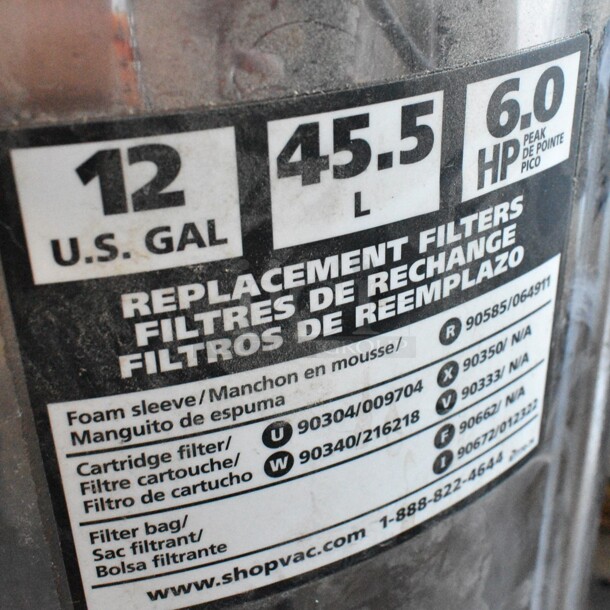 12
U.S. GAL
45.5
L
6.0
HP PEAK
DE POINTE
PICO
REPLACEMENT FILTERS
FILTRES DE RECHANGE
FILTROS DE REEMPLAZO
Foam sleeve/Manchon en mousse/
Manguito de espuma
R 90585/064911
Cartridge filter/
Filtre cartouche/
Filtro de cartucho
U 90304/009704
W 90340/216218
X 90350/ N/A
V 90333/ N/A
Filter bag/
Sac filtrant/
Bolsa filtrante
F 90662/ N/A
I 90672/012322
www.shopvac.com 1-888-822-4644